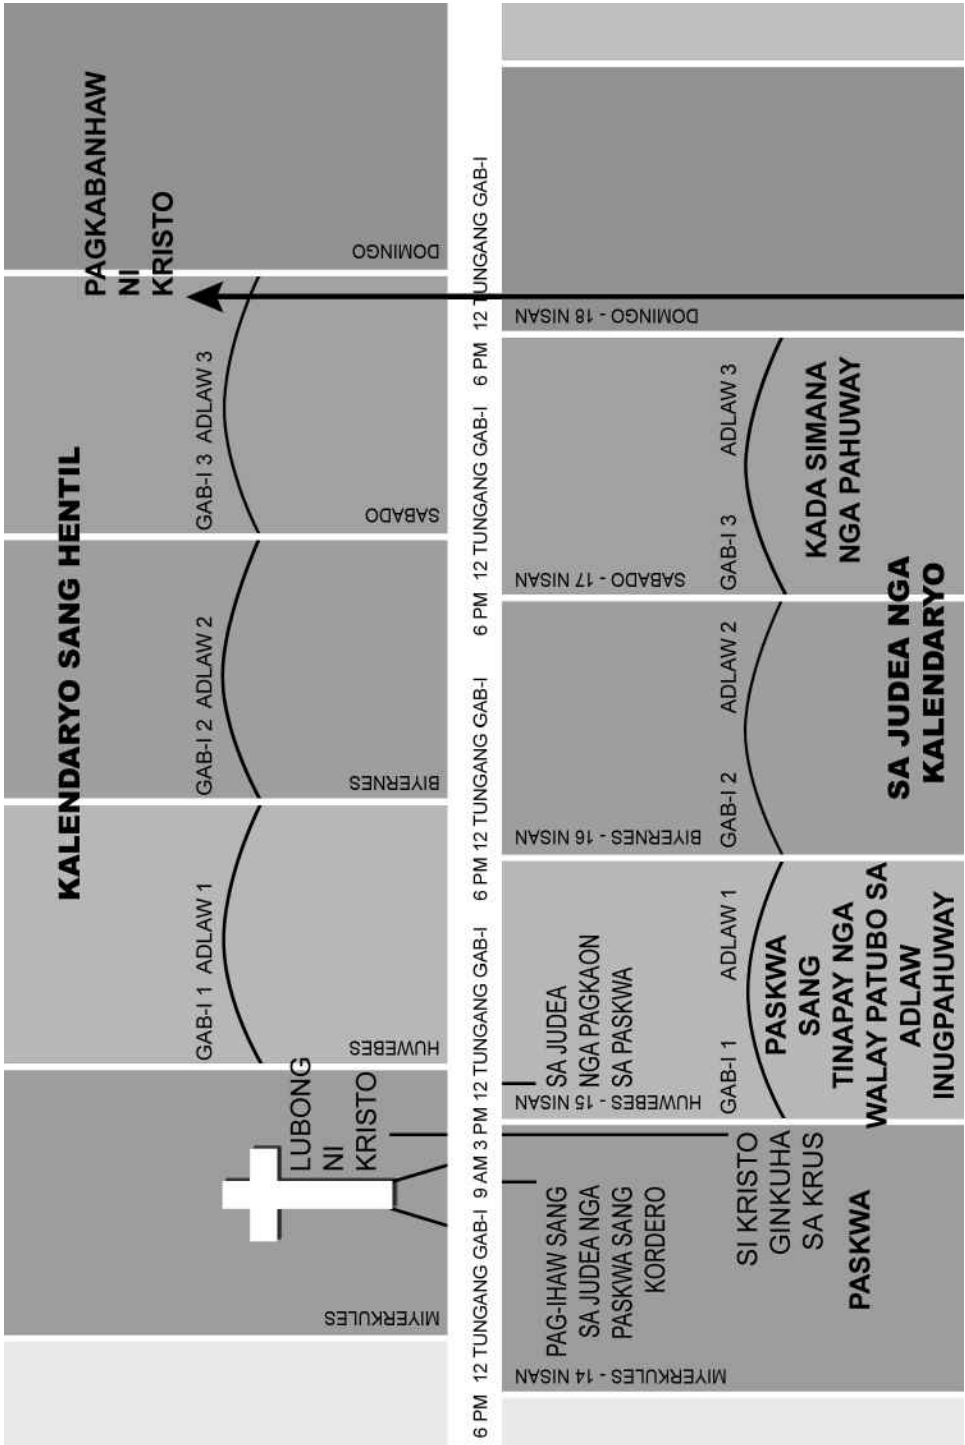 KALENDARYO SANG HENTIL
PAGKABANHAW
NI
KRISTO
LUBONG
NI
KRISTO
GAB-I 1 ADLAW 1
GAB-I 2 ADLAW 2
GAB-I 3 ADLAW 3
MIYERKULES
HUWEBES
BIYERNES
SABADO
DOMINGO
6 PM 12 TUNGANG GAB-I 9 AM 3 PM 12 TUNGANG GAB-I 6 PM 12 TUNGANG GAB-I 6 PM 12 TUNGANG GAB-I 6 PM 12 TUNGANG GAB-I
MIYERKULES - 14 NISAN
HUWEBES - 15 NISAN
BIYERNES - 16 NISAN
SABADO - 17 NISAN
DOMINGO - 18 NISAN
PAG-IHAW SANG
SA JUDEA NGA
PASKWA SANG
KORDERO
SA JUDEA
NGA PAGKAON
SA PASKWA
SI KRISTO
GINKUHA
SA KRUS
PASKWA
GAB-I 1 ADLAW 1
GAB-I 2 ADLAW 2
GAB-I 3 ADLAW 3
PASKWA
SANG
TINAPAY NGA
WALAY PATUBO SA
ADLAW
INUGPAHUWAY
KADA SIMANA
NGA PAHUWAY
SA JUDEA NGA
KALENDARYO